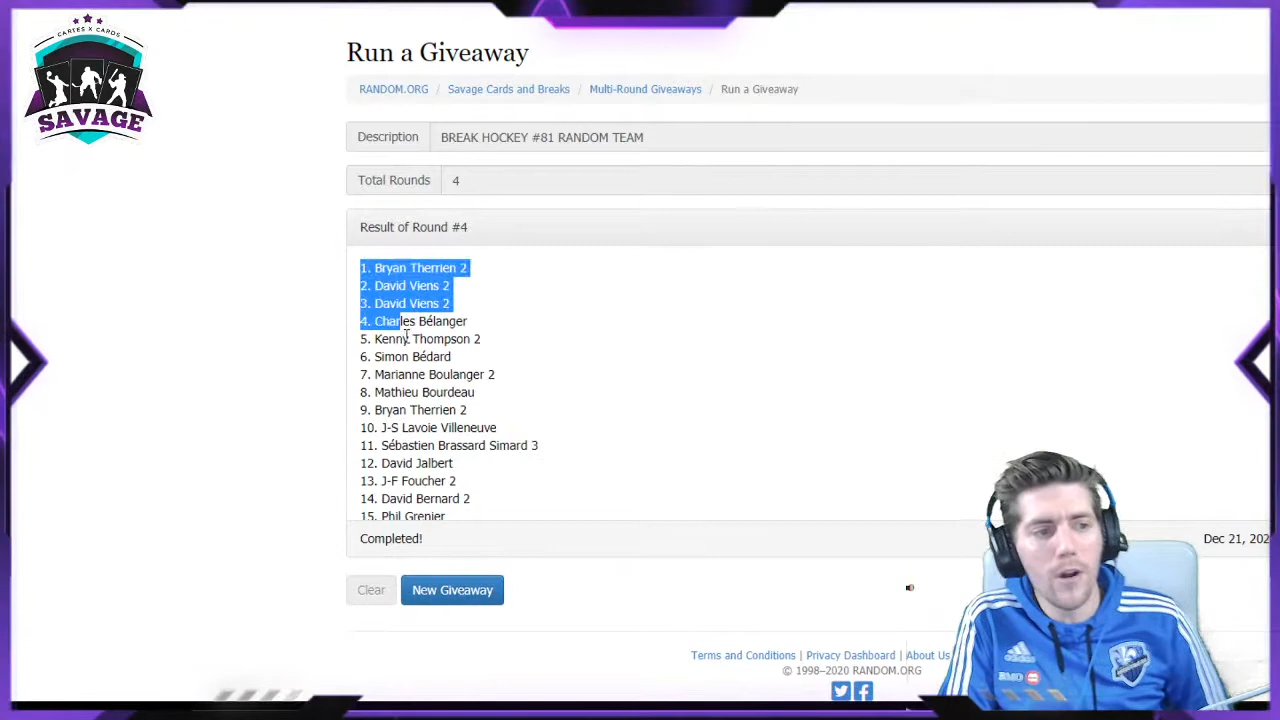 CARTES X CARDS
SAVAGE
Run a Giveaway
RANDOM.ORG / Savage Cards and Breaks / Multi-Round Giveaways / Run a Giveaway
Description BREAK HOCKEY #81 RANDOM TEAM
Total Rounds 4
Result of Round #4
1. Bryan Therrien 2
2. David Viens 2
3. David Viens 2
4. Charles Bélanger
5. Kenny Thompson 2
6. Simon Bédard
7. Marianne Boulanger 2
8. Mathieu Bourdeau
9. Bryan Therrien 2
10. J-S Lavoie Villeneuve
11. Sébastien Brassard Simard 3
12. David Jalbert
13. J-F Foucher 2
14. David Bernard 2
15. Phil Grenier
Completed! Dec 21, 202
Clear New Giveaway
Terms and Conditions | Privacy Dashboard | About Us
© 1998–2020 RANDOM.ORG
adidas
BMO